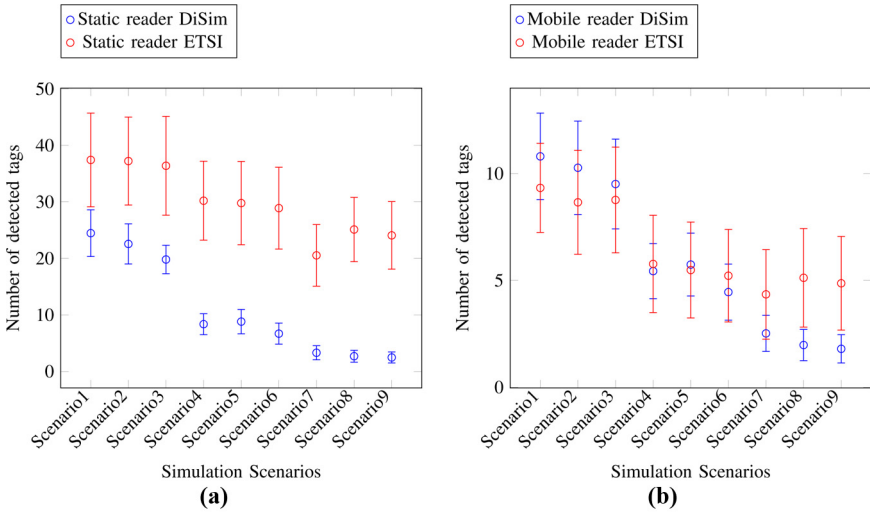 Static reader DiSim
Static reader ETSI
50
40
30
20
10
0
Number of detected tags
Scenario1
Scenario2
Scenario3
Scenario4
Scenario5
Scenario6
Scenario7
Scenario8
Scenario9
Simulation Scenarios
(a)
Mobile reader DiSim
Mobile reader ETSI
10
5
0
Number of detected tags
Scenario1
Scenario2
Scenario3
Scenario4
Scenario5
Scenario6
Scenario7
Scenario8
Scenario9
Simulation Scenarios
(b)